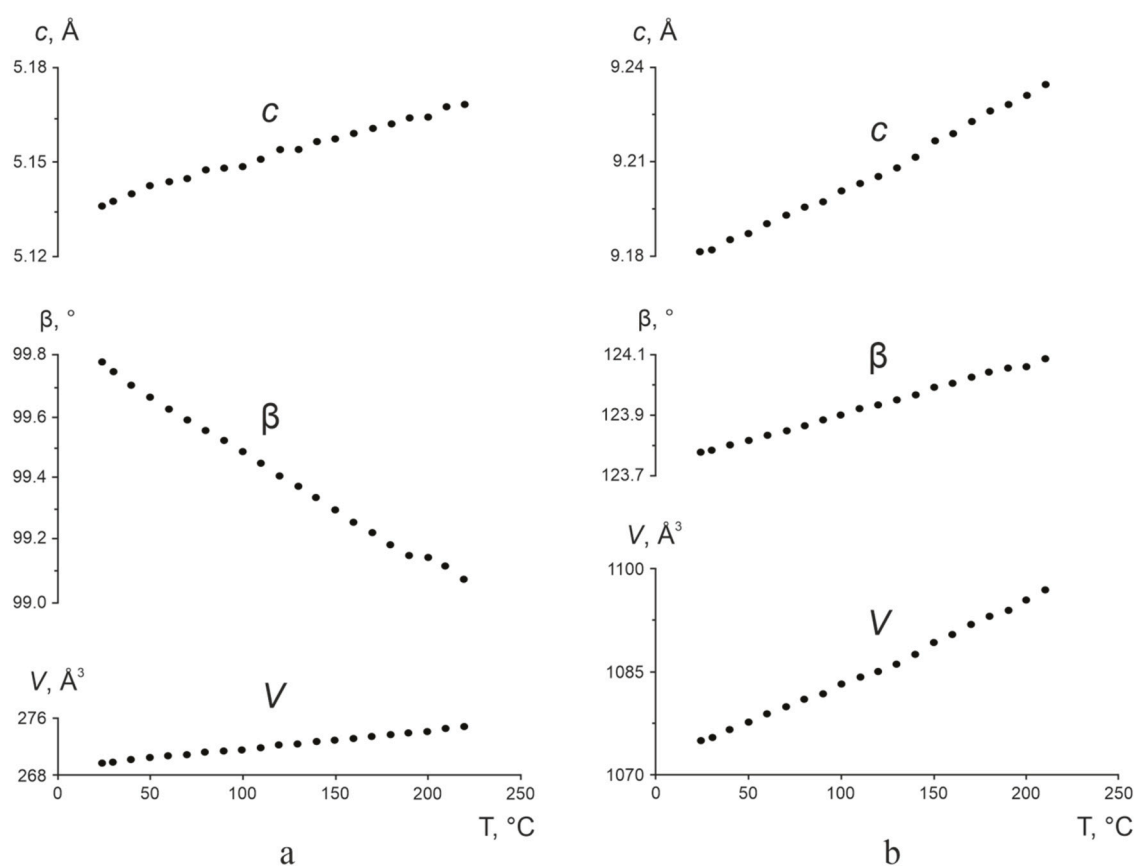 c, Å
5.18
c
5.15
5.12
β, °
99.8
99.6
β
99.4
99.2
99.0
V, Å³
V
276
268
0 50 100 150 200 250
T, °C
a
c, Å
9.24
c
9.21
9.18
β, °
124.1
β
123.9
123.7
V, Å³
1100
V
1085
1070
0 50 100 150 200 250
T, °C
b